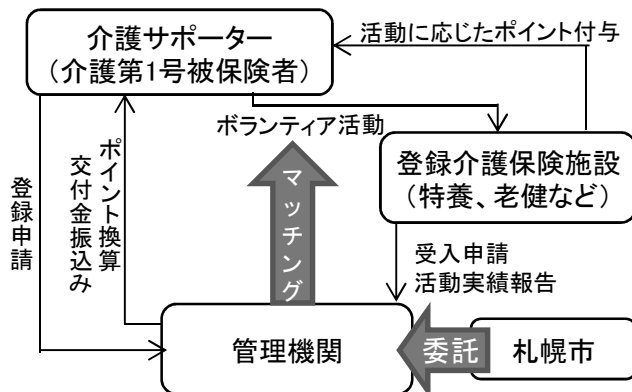 介護サポーター
（介護第1号被保険者）
活動に応じたポイント付与
ボランティア活動
登録介護保険施設
（特養、老健など）
登録申請
ポイント換算
交付金振込み
マッチング
受入申請
活動実績報告
管理機関
委託
札幌市